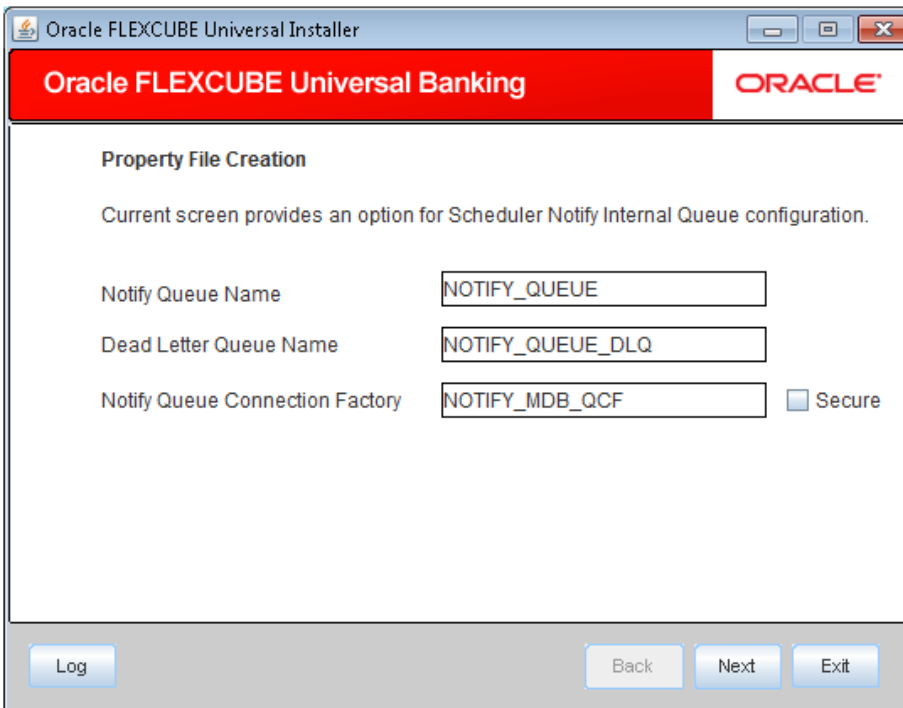 Oracle FLEXCUBE Universal Installer
Oracle FLEXCUBE Universal Banking ORACLE
Property File Creation
Current screen provides an option for Scheduler Notify Internal Queue configuration.
Notify Queue Name NOTIFY_QUEUE
Dead Letter Queue Name NOTIFY_QUEUE_DLQ
Notify Queue Connection Factory NOTIFY_MDB_QCF Secure
Log Back Next Exit